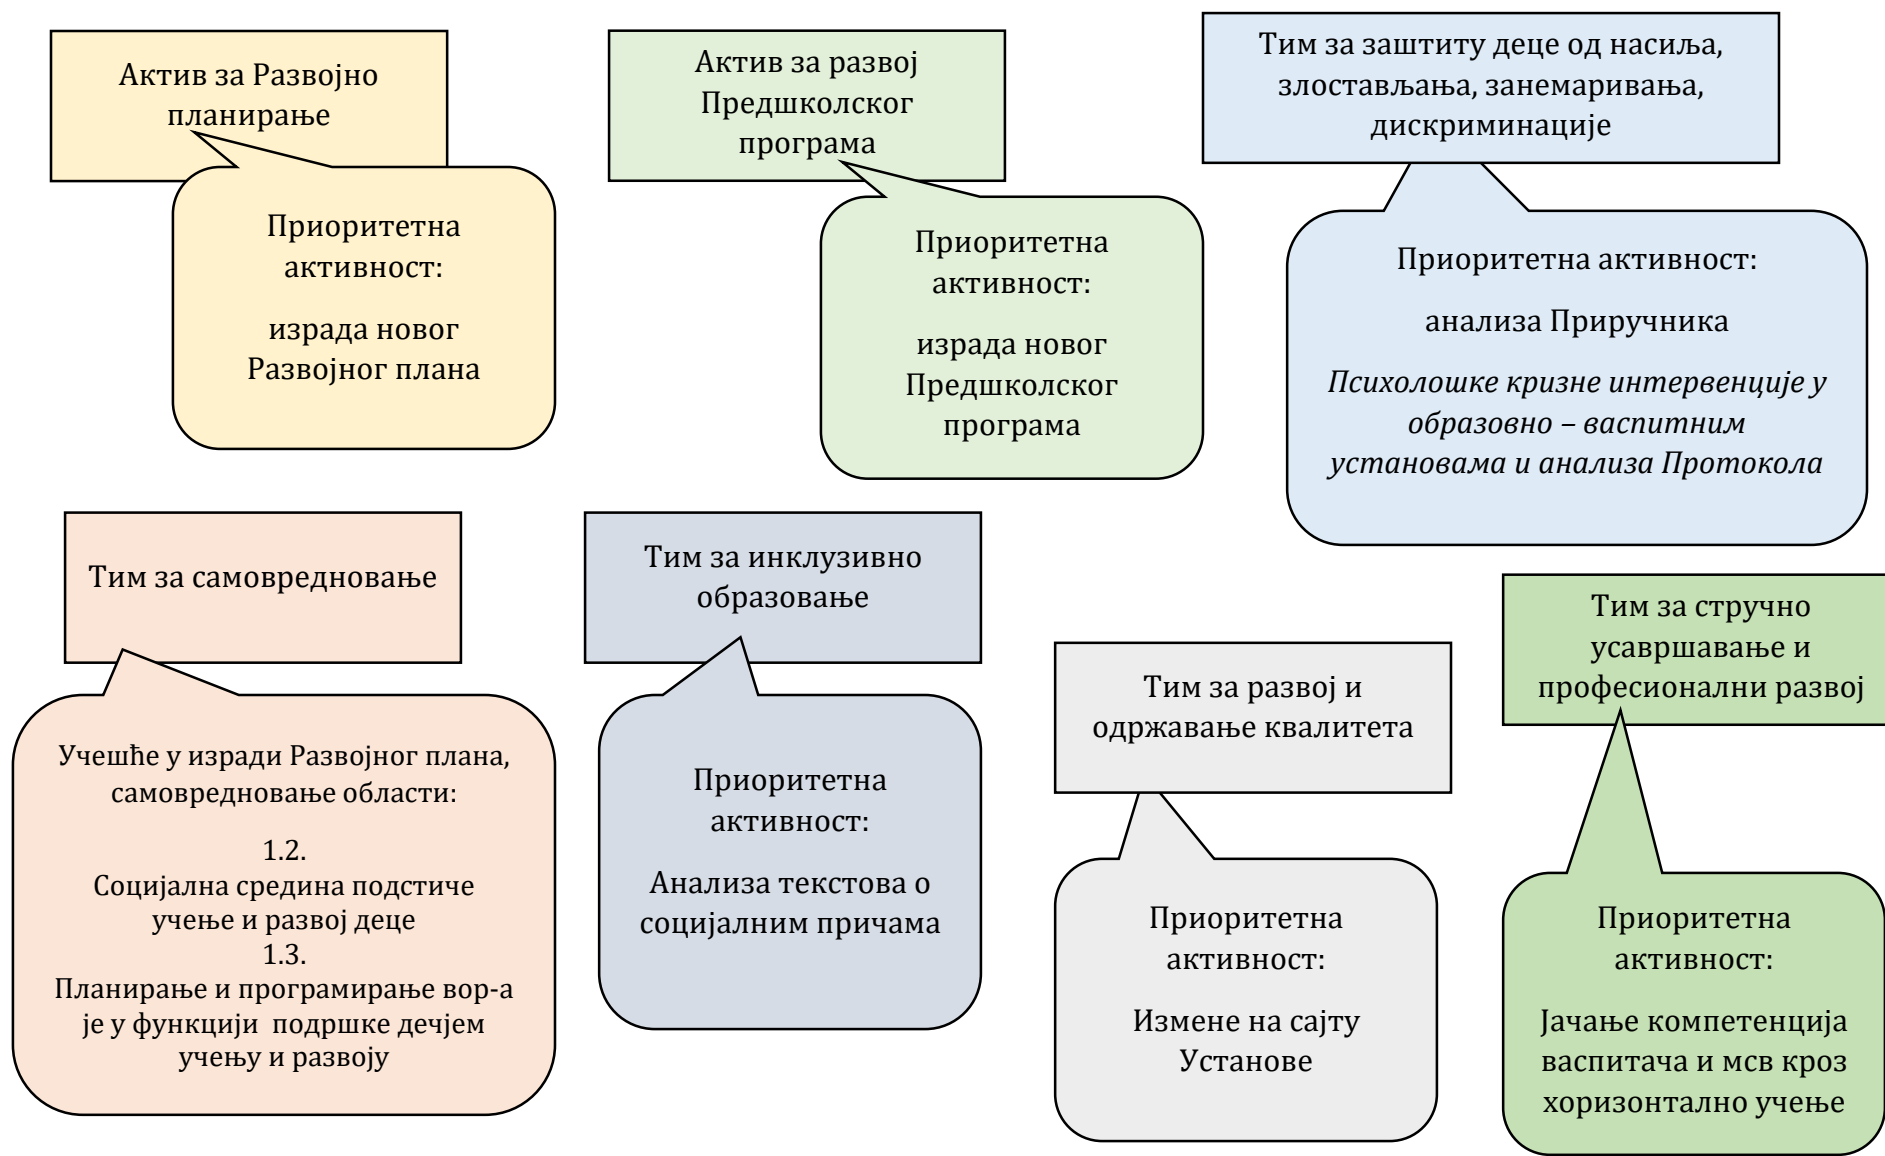 Актив за Развојно
планирање
Приоритетна
активност:
израда новог
Развојног плана
Актив за развој
Предшколског
програма
Приоритетна
активност:
израда новог
Предшколског
програма
Тим за заштиту деце од насиља,
злостављања, занемаривања,
дискриминације
Приоритетна активност:
анализа Приручника
Психолошке кризне интервенције у
образовно – васпитним
установама и анализа Протокола
Тим за самовредновање
Учешће у изради Развојног плана,
самовредновање области:
1.2.
Социјална средина подстиче
учење и развој деце
1.3.
Планирање и програмирање вор-а
је у функцији  подршке дечјем
учењу и развоју
Тим за инклузивно
образовање
Приоритетна
активност:
Анализа текстова о
социјалним причама
Тим за развој и
одржавање квалитета
Приоритетна
активност:
Измене на сајту
Установе
Тим за стручно
усавршавање и
професионални развој
Приоритетна
активност:
Јачање компетенција
васпитача и мсв кроз
хоризонтално учење